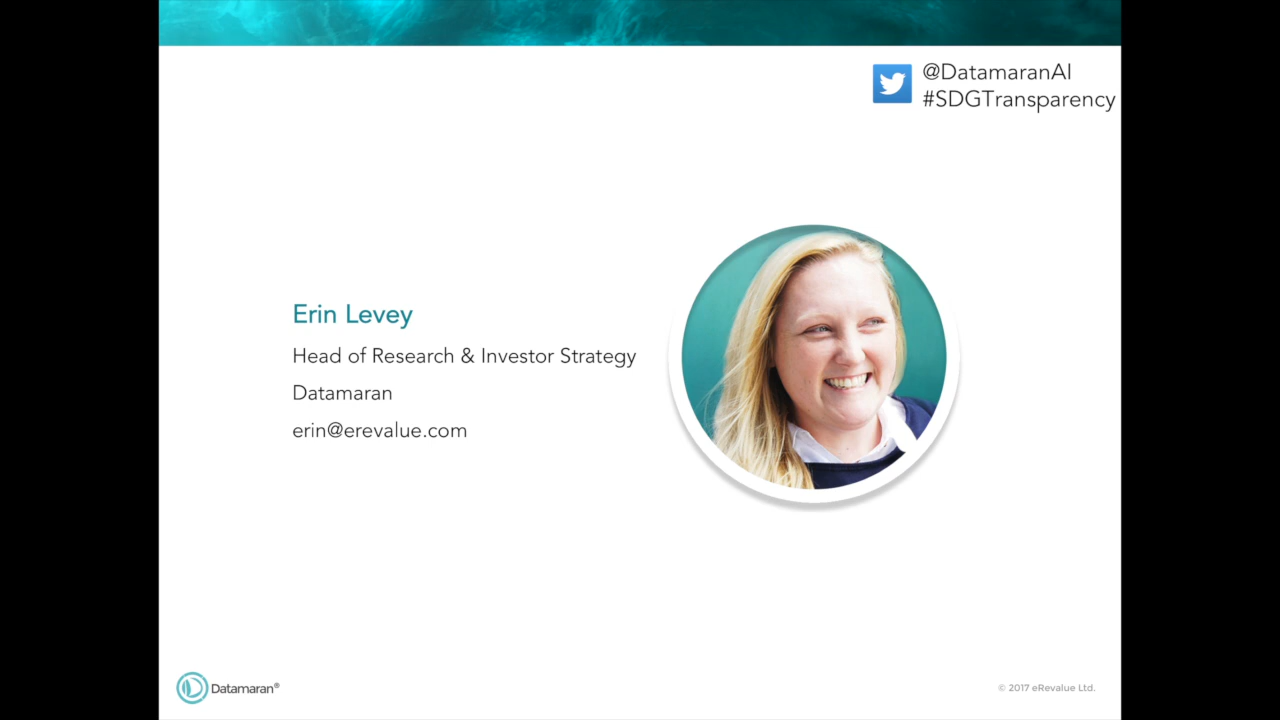 @DatamaranAI
#SDGTransparency
Erin Levey
Head of Research & Investor Strategy
Datamaran
erin@erevalue.com
Datamaran®
© 2017 eRevalue Ltd.